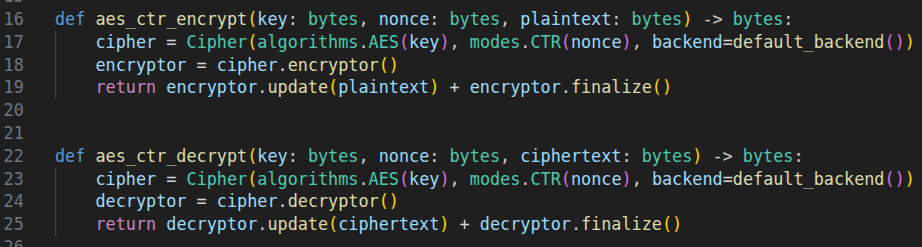 16 def aes_ctr_encrypt(key: bytes, nonce: bytes, plaintext: bytes) -> bytes:
17     cipher = Cipher(algorithms.AES(key), modes.CTR(nonce), backend=default_backend())
18     encryptor = cipher.encryptor()
19     return encryptor.update(plaintext) + encryptor.finalize()
20
21
22 def aes_ctr_decrypt(key: bytes, nonce: bytes, ciphertext: bytes) -> bytes:
23     cipher = Cipher(algorithms.AES(key), modes.CTR(nonce), backend=default_backend())
24     decryptor = cipher.decryptor()
25     return decryptor.update(ciphertext) + decryptor.finalize()